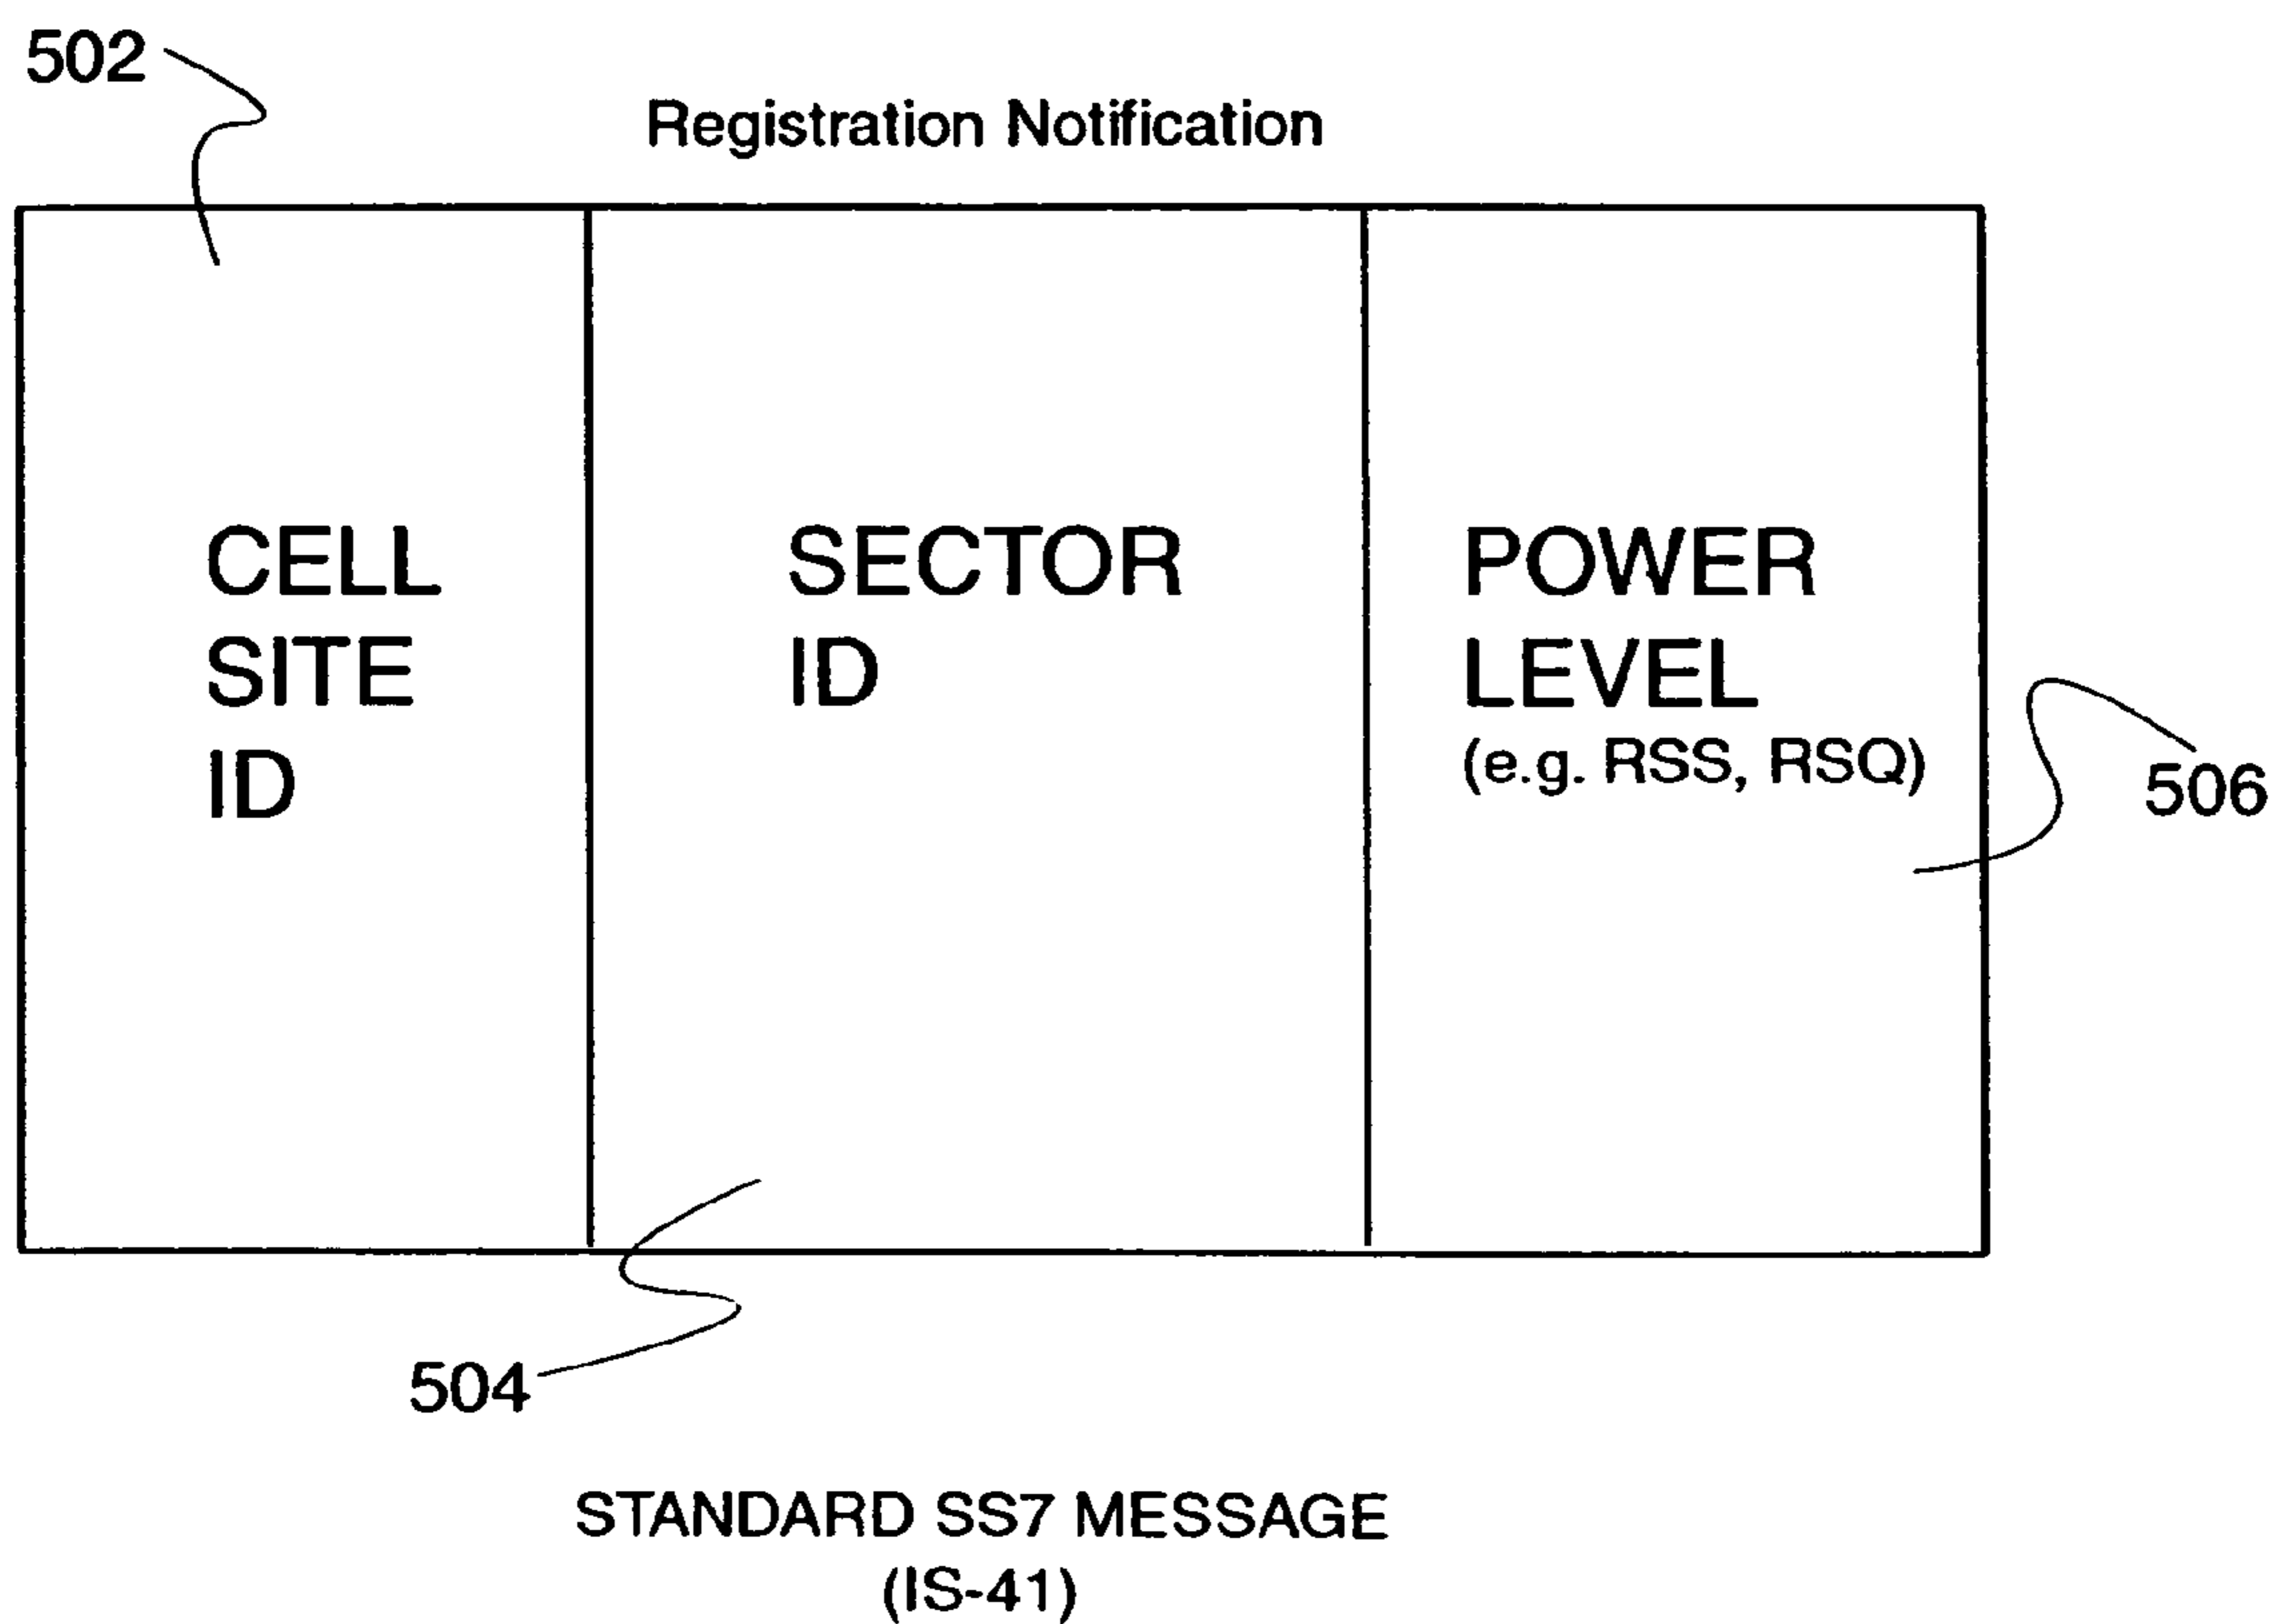 502
Registration Notification
CELL
SITE
ID
SECTOR
ID
POWER
LEVEL
(e.g. RSS, RSQ)
506
504
STANDARD SS7 MESSAGE
(IS-41)